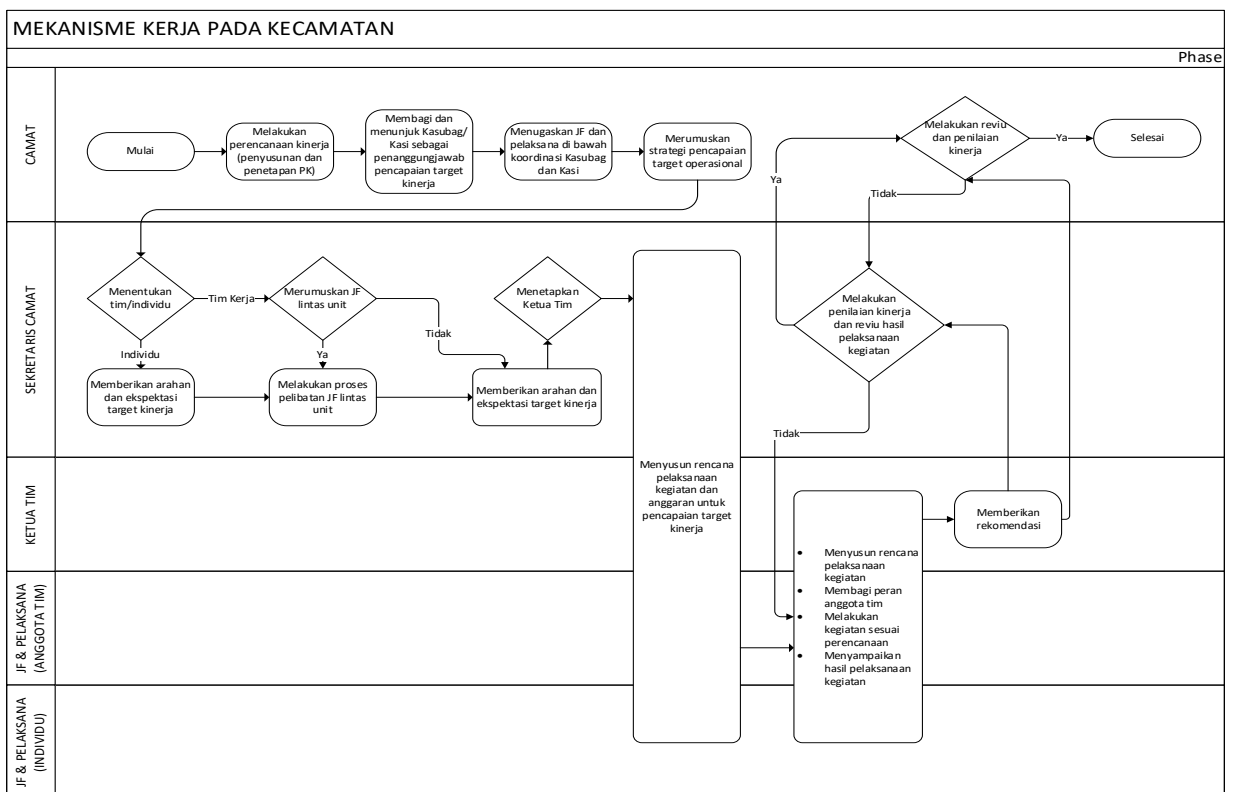 MEKANISME KERJA PADA KECAMATAN
Phase
CAMAT
Mulai
Melakukan
perencanaan kinerja
(penyusunan dan
penetapan PK)
Membagi dan
menunjuk Kasubag/
Kasi sebagai
penanggungjawab
pencapaian target
kinerja
Menugaskan JF dan
pelaksana di bawah
koordinasi Kasubag
dan Kasi
Merumuskan
strategi pencapaian
target operasional
Melakukan reviu
dan penilaian
kinerja
Ya
Selesai
Ya
Tidak
SEKRETARIS CAMAT
Menentukan
tim/individu
Tim Kerja
Merumuskan JF
lintas unit
Tidak
Menetapkan
Ketua Tim
Individu
Ya
Memberikan arahan
dan ekspektasi
target kinerja
Melakukan proses
pelibatan JF lintas
unit
Memberikan arahan dan
ekspektasi target kinerja
Melakukan
penilaian kinerja
dan reviu hasil
pelaksanaan
kegiatan
Tidak
KETUA TIM
Menyusun rencana
pelaksanaan
kegiatan dan
anggaran untuk
pencapaian target
kinerja
Memberikan
rekomendasi
JF & PELAKSANA
(ANGGOTA TIM)
• Menyusun rencana
pelaksanaan
kegiatan
• Membagi peran
anggota tim
• Melakukan
kegiatan sesuai
perencanaan
• Menyampaikan
hasil pelaksanaan
kegiatan
JF & PELAKSANA
(INDIVIDU)